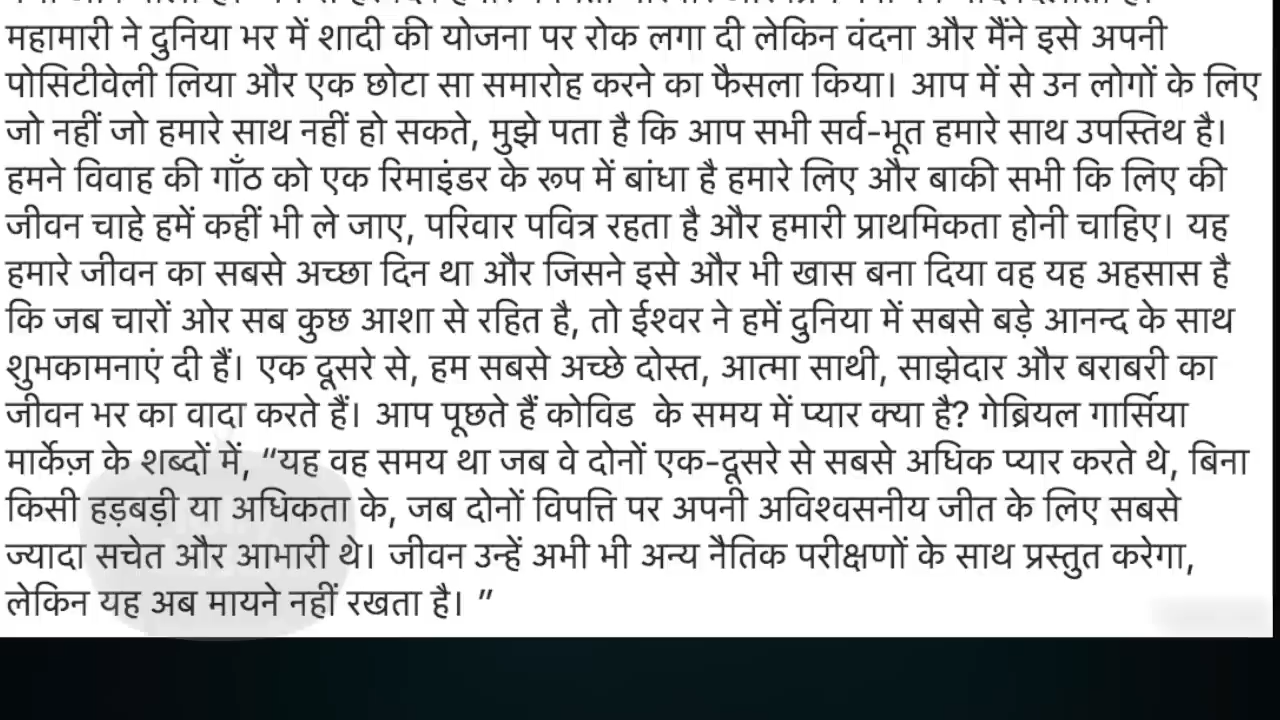 महामारी ने दुनिया भर में शादी की योजना पर रोक लगा दी लेकिन वंदना और मैंने इसे अपनी
पोसिटीवेली लिया और एक छोटा सा समारोह करने का फैसला किया। आप में से उन लोगों के लिए
जो नहीं जो हमारे साथ नहीं हो सकते, मुझे पता है कि आप सभी सर्व-भूत हमारे साथ उपस्तिथ है।
हमने विवाह की गाँठ को एक रिमाइंडर के रूप में बांधा है हमारे लिए और बाकी सभी कि लिए की
जीवन चाहे हमें कहीं भी ले जाए, परिवार पवित्र रहता है और हमारी प्राथमिकता होनी चाहिए। यह
हमारे जीवन का सबसे अच्छा दिन था और जिसने इसे और भी खास बना दिया वह यह अहसास है
कि जब चारों ओर सब कुछ आशा से रहित है, तो ईश्वर ने हमें दुनिया में सबसे बड़े आनन्द के साथ
शुभकामनाएं दी हैं। एक दूसरे से, हम सबसे अच्छे दोस्त, आत्मा साथी, साझेदार और बराबरी का
जीवन भर का वादा करते हैं। आप पूछते हैं कोविड के समय में प्यार क्या है? गेब्रियल गार्सिया
मार्केज़ के शब्दों में, “यह वह समय था जब वे दोनों एक-दूसरे से सबसे अधिक प्यार करते थे, बिना
किसी हड़बड़ी या अधिकता के, जब दोनों विपत्ति पर अपनी अविश्वसनीय जीत के लिए सबसे
ज्यादा सचेत और आभारी थे। जीवन उन्हें अभी भी अन्य नैतिक परीक्षणों के साथ प्रस्तुत करेगा,
लेकिन यह अब मायने नहीं रखता है। ”